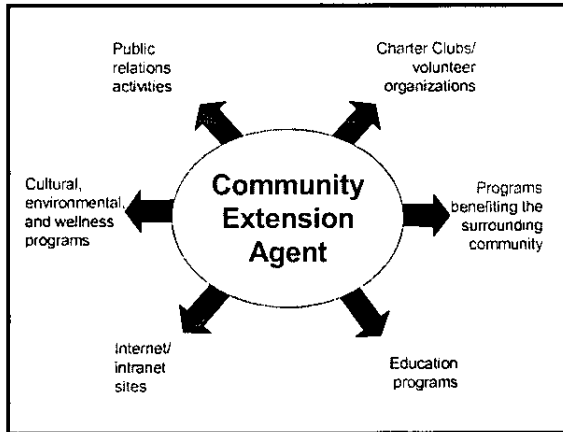 Public
relations
activities
Charter Clubs/
volunteer
organizations
Cultural,
environmental,
and wellness
programs
Community
Extension
Agent
Programs
benefiting the
surrounding
community
Internet/
intranet
sites
Education
programs